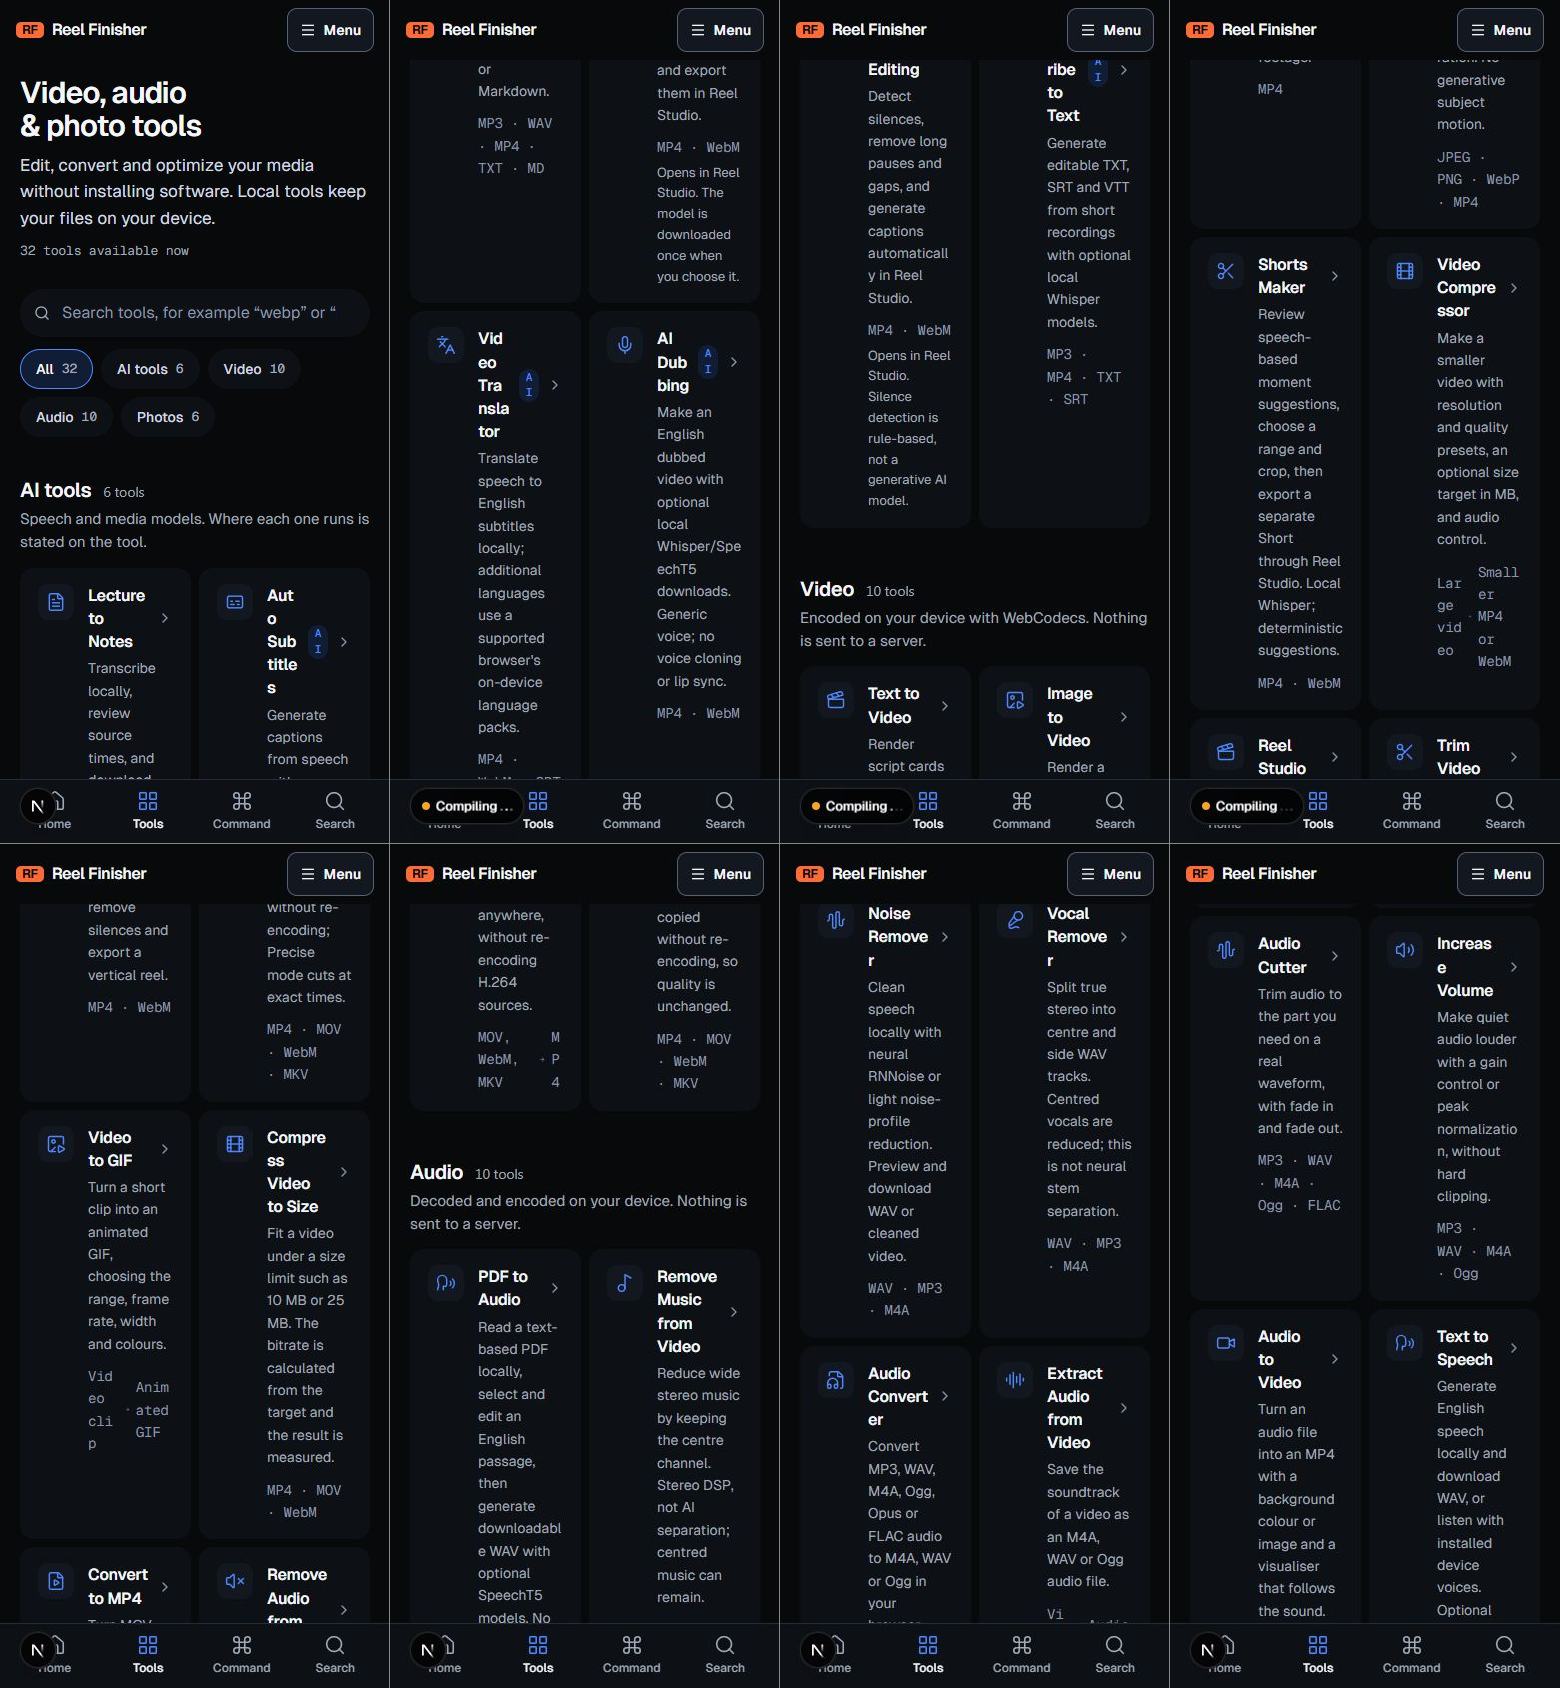 RF Reel Finisher
Menu
Video, audio
& photo tools
Edit, convert and optimize your media
without installing software. Local tools keep
your files on your device.
32 tools available now
Search tools, for example “webp” or “
All 32
AI tools 6
Video 10
Audio 10
Photos 6
AI tools 6 tools
Speech and media models. Where each one runs is
stated on the tool.
Lecture
to
Notes
Transcribe
locally,
review
source
times, and
download
Aut
o
Sub
title
s
A
I
Generate
captions
from speech
N
Home
Tools
Command
Search
RF Reel Finisher
Menu
or
Markdown.
MP3 · WAV
· MP4 ·
TXT · MD
and export
them in Reel
Studio.
MP4 · WebM
Opens in Reel
Studio. The
model is
downloaded
once when
you choose it.
Vid
eo
Tra
nsla
tor
A
I
Translate
speech to
English
subtitles
locally;
additional
languages
use a
supported
browser's
on-device
language
packs.
MP4 ·
AI
Dub
bing
A
I
Make an
English
dubbed
video with
optional
local
Whisper/Spe
echT5
downloads.
Generic
voice; no
voice cloning
or lip sync.
MP4 · WebM
Compiling...
Tools
Command
Search
RF Reel Finisher
Menu
Editing
Detect
silences,
remove long
pauses and
gaps, and
generate
captions
automaticall
y in Reel
Studio.
MP4 · WebM
Opens in Reel
Studio.
Silence
detection is
rule-based,
not a
generative AI
model.
ribe
to
Text
A
I
Generate
editable TXT,
SRT and VTT
from short
recordings
with optional
local
Whisper
models.
MP3 ·
MP4 · TXT
· SRT
Video 10 tools
Encoded on your device with WebCodecs. Nothing
is sent to a server.
Text to
Video
Render
script cards
Image
to
Video
Render a
Compiling...
Tools
Command
Search
RF Reel Finisher
Menu
MP4
generative
subject
motion.
JPEG ·
PNG · WebP
· MP4
Shorts
Maker
Review
speech-
based
moment
suggestions,
choose a
range and
crop, then
export a
separate
Short
through Reel
Studio. Local
Whisper;
deterministic
suggestions.
MP4 · WebM
Video
Compre
ssor
Make a
smaller
video with
resolution
and quality
presets, an
optional size
target in MB,
and audio
control.
Lar
ge
vid
eo
Small
er
MP4
or
WebM
Reel
Studio
Trim
Video
Compiling...
Tools
Command
Search
RF Reel Finisher
Menu
remove
silences and
export a
vertical reel.
MP4 · WebM
without re-
encoding;
Precise
mode cuts at
exact times.
MP4 · MOV
· WebM
· MKV
Video
to GIF
Turn a short
clip into an
animated
GIF,
choosing the
range, frame
rate, width
and colours.
Vid
eo
cli
p
Anim
ated
GIF
Compre
ss
Video
to Size
Fit a video
under a size
limit such as
10 MB or 25
MB. The
bitrate is
calculated
from the
target and
the result is
measured.
MP4 · MOV
· WebM
Convert
to MP4
Turn MOV,
Remove
Audio
from
N
Home
Tools
Command
Search
RF Reel Finisher
Menu
anywhere,
without re-
encoding
H.264
sources.
MOV,
WebM,
MKV
→
M
P
4
copied
without re-
encoding, so
quality is
unchanged.
MP4 · MOV
· WebM
· MKV
Audio 10 tools
Decoded and encoded on your device. Nothing is
sent to a server.
PDF to
Audio
Read a text-
based PDF
locally,
select and
edit an
English
passage,
then
generate
downloadabl
e WAV with
optional
SpeechT5
models. No
Remove
Music
from
Video
Reduce wide
stereo music
by keeping
the centre
channel.
Stereo DSP,
not AI
separation;
centred
music can
remain.
N
Home
Tools
Command
Search
RF Reel Finisher
Menu
Noise
Remove
r
Clean
speech
locally with
neural
RNNoise or
light noise-
profile
reduction.
Preview and
download
WAV or
cleaned
video.
WAV · MP3
· M4A
Vocal
Remove
r
Split true
stereo into
centre and
side WAV
tracks.
Centred
vocals are
reduced; this
is not neural
stem
separation.
WAV · MP3
· M4A
Audio
Convert
er
Convert
MP3, WAV,
M4A, Ogg,
Opus or
FLAC audio
to M4A, WAV
or Ogg in
your
browser
Extract
Audio
from
Video
Save the
soundtrack
of a video as
an M4A,
WAV or Ogg
audio file.
Vi
Audio
N
Home
Tools
Command
Search
RF Reel Finisher
Menu
Audio
Cutter
Trim audio to
the part you
need on a
real
waveform,
with fade in
and fade out.
MP3 · WAV
· M4A ·
Ogg · FLAC
Increas
e
Volume
Make quiet
audio louder
with a gain
control or
peak
normalizatio
n, without
hard
clipping.
MP3 ·
WAV · M4A
· Ogg
Audio
to
Video
Turn an
audio file
into an MP4
with a
background
colour or
image and a
visualiser
that follows
the sound.
Text to
Speech
Generate
English
speech
locally and
download
WAV, or
listen with
installed
device
voices.
Optional
N
Home
Tools
Command
Search